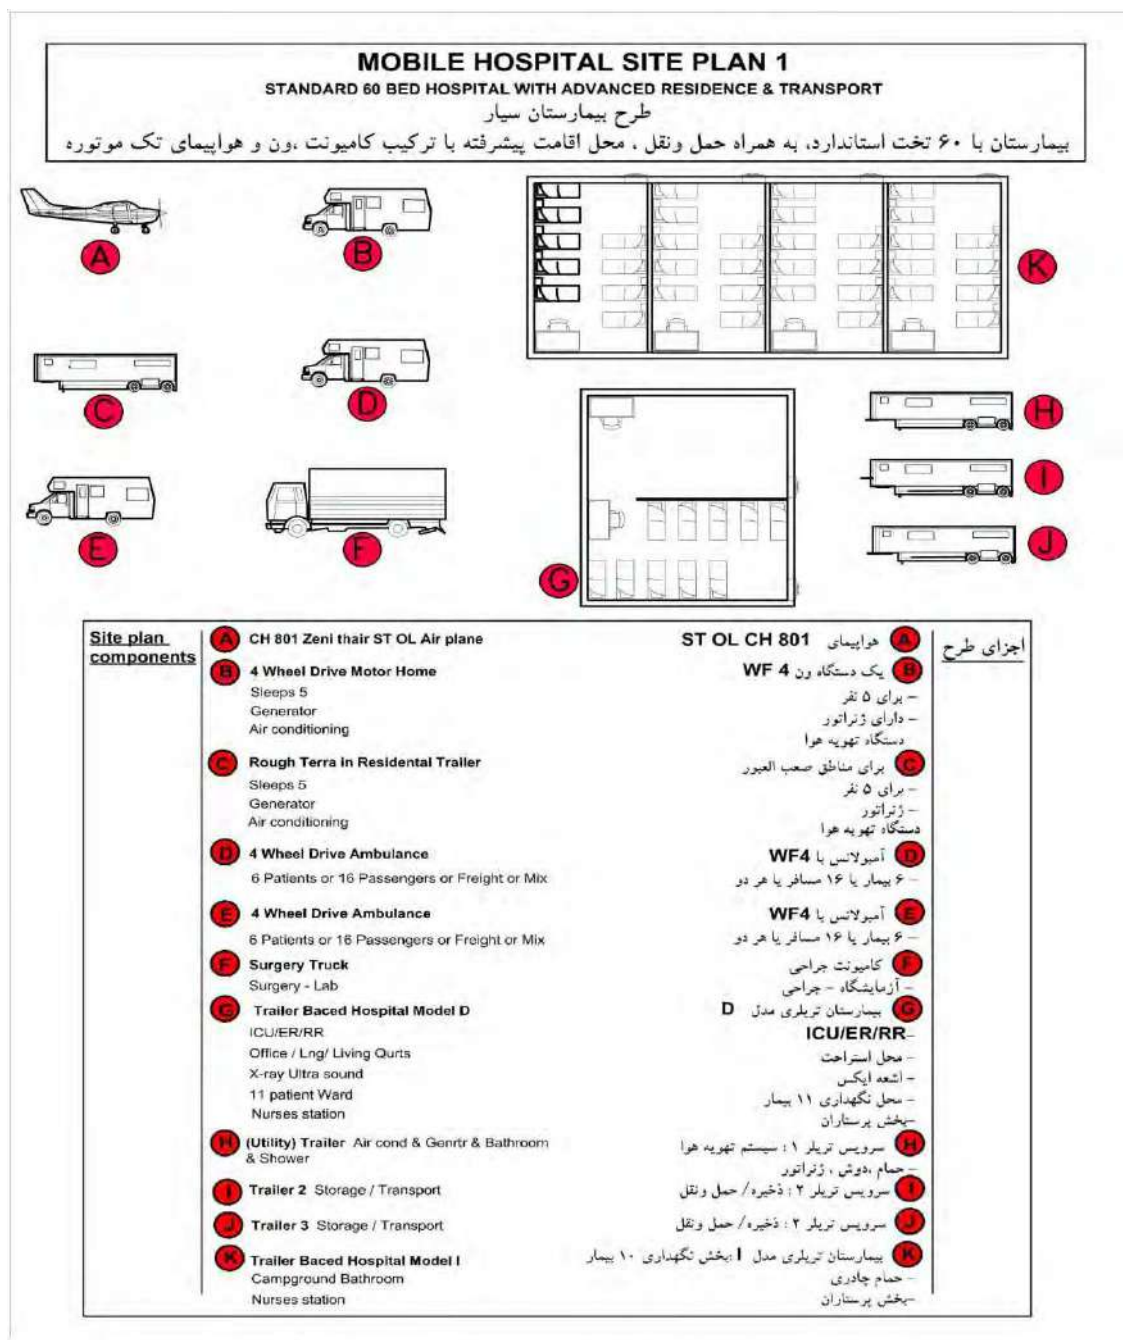 MOBILE HOSPITAL SITE PLAN 1
STANDARD 60 BED HOSPITAL WITH ADVANCED RESIDENCE & TRANSPORT
طرح بیمارستان سیار
بیمارستان با ۶۰ تخت استاندارد، به همراه حمل ونقل ، محل اقامت پیشرفته با ترکیب کامیونت ،ون و هواپیمای تک موتوره
A
B
K
C
D
H
I
E
F
G
J
Site plan components
A CH 801 Zeni thair ST OL Air plane
B 4 Wheel Drive Motor Home
Sleeps 5
Generator
Air conditioning
C Rough Terra in Residental Trailer
Sleeps 5
Generator
Air conditioning
D 4 Wheel Drive Ambulance
6 Patients or 16 Passengers or Freight or Mix
E 4 Wheel Drive Ambulance
6 Patients or 16 Passengers or Freight or Mix
F Surgery Truck
Surgery - Lab
G Trailer Baced Hospital Model D
ICU/ER/RR
Office / Lng/ Living Qurts
X-ray Ultra sound
11 patient Ward
Nurses station
H (Utility) Trailer Air cond & Genrtr & Bathroom
& Shower
I Trailer 2 Storage / Transport
J Trailer 3 Storage / Transport
K Trailer Baced Hospital Model I
Campground Bathroom
Nurses station
اجزای طرح
A هواپیمای ST OL CH 801
B یک دستگاه ون WF 4
– برای ۵ نفر
– دارای ژنراتور
دستگاه تهویه هوا
C برای مناطق صعب العبور
- برای ۵ نفر
- ژنراتور
دستگاه تهویه هوا
D آمبولانس با WF4
– ۶ بیمار یا ۱۶ مسافر یا هر دو
E آمبولانس با WF4
– ۶ بیمار یا ۱۶ مسافر یا هر دو
F کامیونت جراحی
– آزمایشگاه - جراحی
G بیمارستان تریلری مدل D
–ICU/ER/RR
– محل استراحت
– اشعه ایکس
– محل نگهداری ۱۱ بیمار
–بخش پرستاران
H سرویس تریلر ۱ : سیستم تهویه هوا
– حمام ،دوش ، ژنراتور
I سرویس تریلر ۲ : ذخیره/ حمل ونقل
J سرویس تریلر ۲ : ذخیره/ حمل ونقل
K بیمارستان تریلری مدل I :بخش نگهداری ۱۰ بیمار
– حمام چادری
–بخش پرستاران